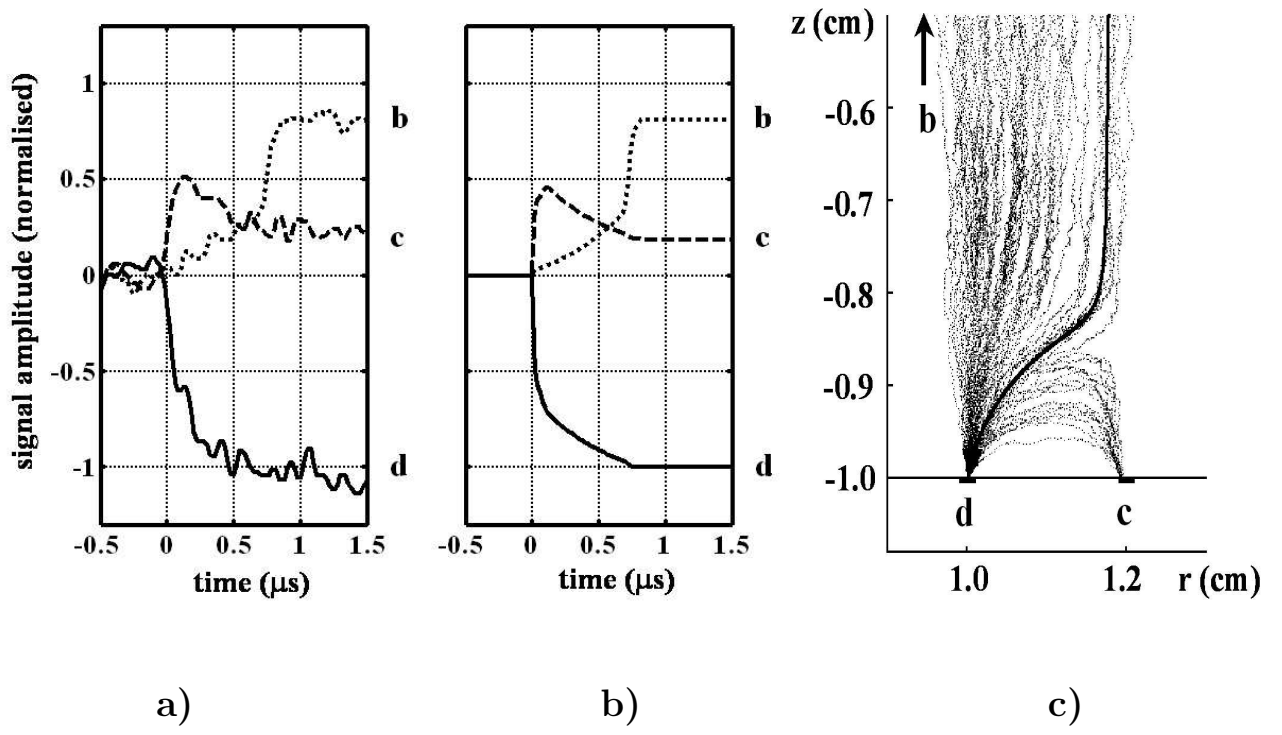 signal amplitude (normalised)
1
0.5
0
-0.5
-1
b
c
d
-0.5 0 0.5 1 1.5
time (μs)
a)
b
c
d
-0.5 0 0.5 1 1.5
time (μs)
b)
z (cm)
-0.6
-0.7
-0.8
-0.9
-1.0
b
d c
1.0 1.2 r (cm)
c)